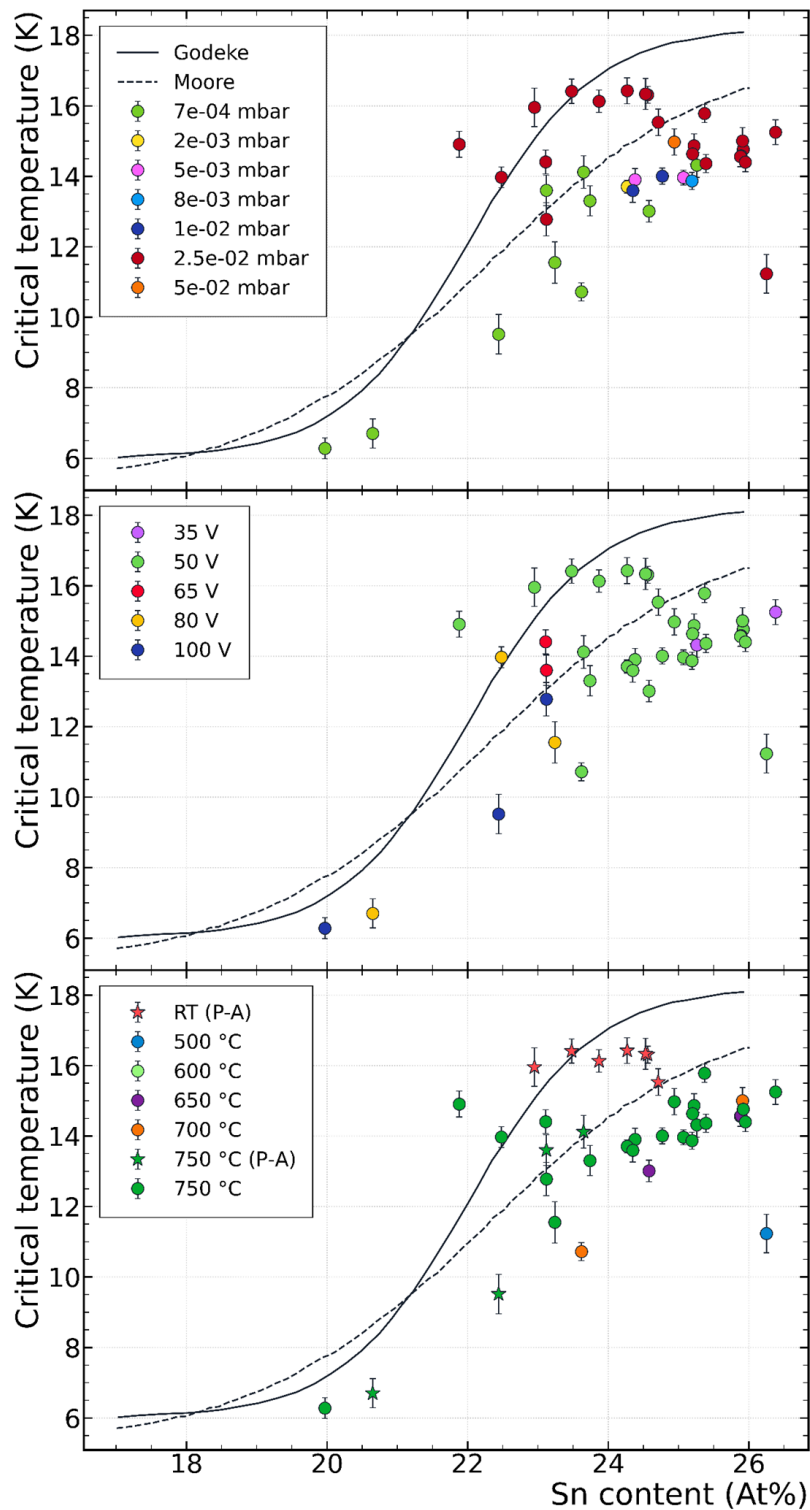 18
16
14
12
10
8
6
Critical temperature (K)
Godeke
Moore
7e-04 mbar
2e-03 mbar
5e-03 mbar
8e-03 mbar
1e-02 mbar
2.5e-02 mbar
5e-02 mbar
18
16
14
12
10
8
6
Critical temperature (K)
35 V
50 V
65 V
80 V
100 V
18
16
14
12
10
8
6
Critical temperature (K)
RT (P-A)
500 °C
600 °C
650 °C
700 °C
750 °C (P-A)
750 °C
18 20 22 24 26
Sn content (At%)